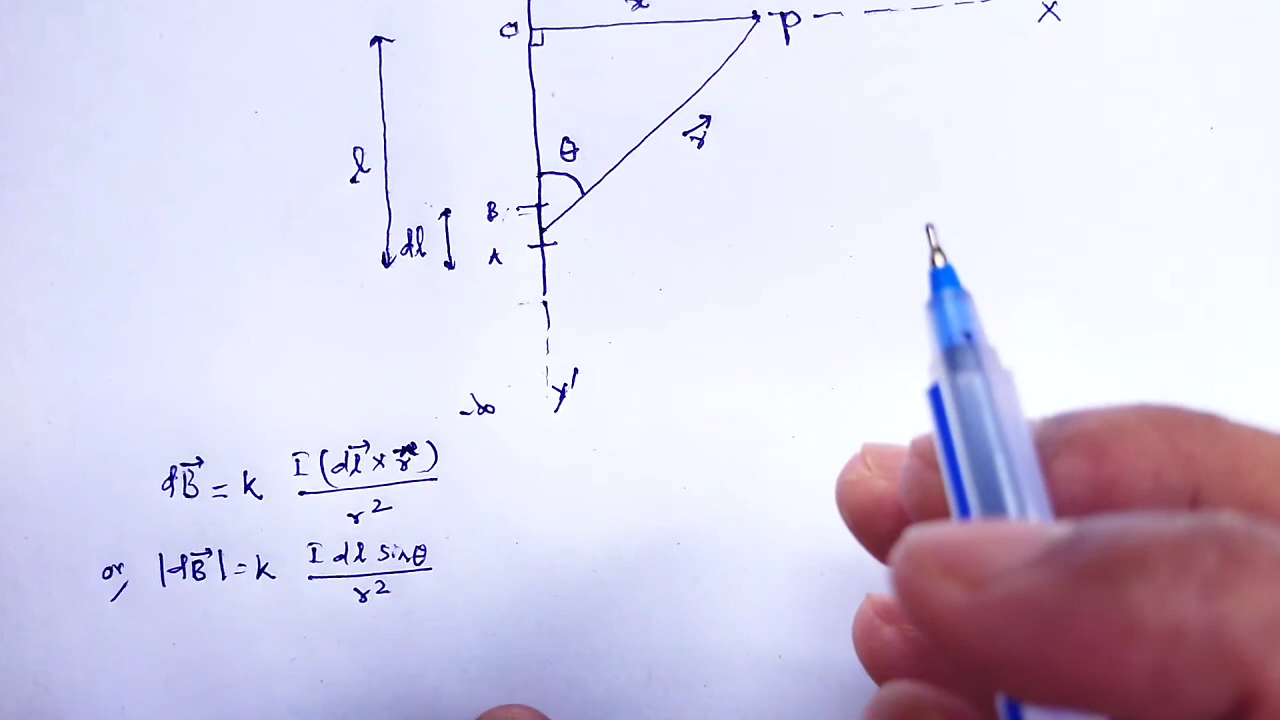 x
O P X
θ
r⃗
l
B
dl
A
-∞ y'
dB⃗ = k I (dl⃗ × r⃗) / r²
or, |dB⃗| = k I dl sinθ / r²